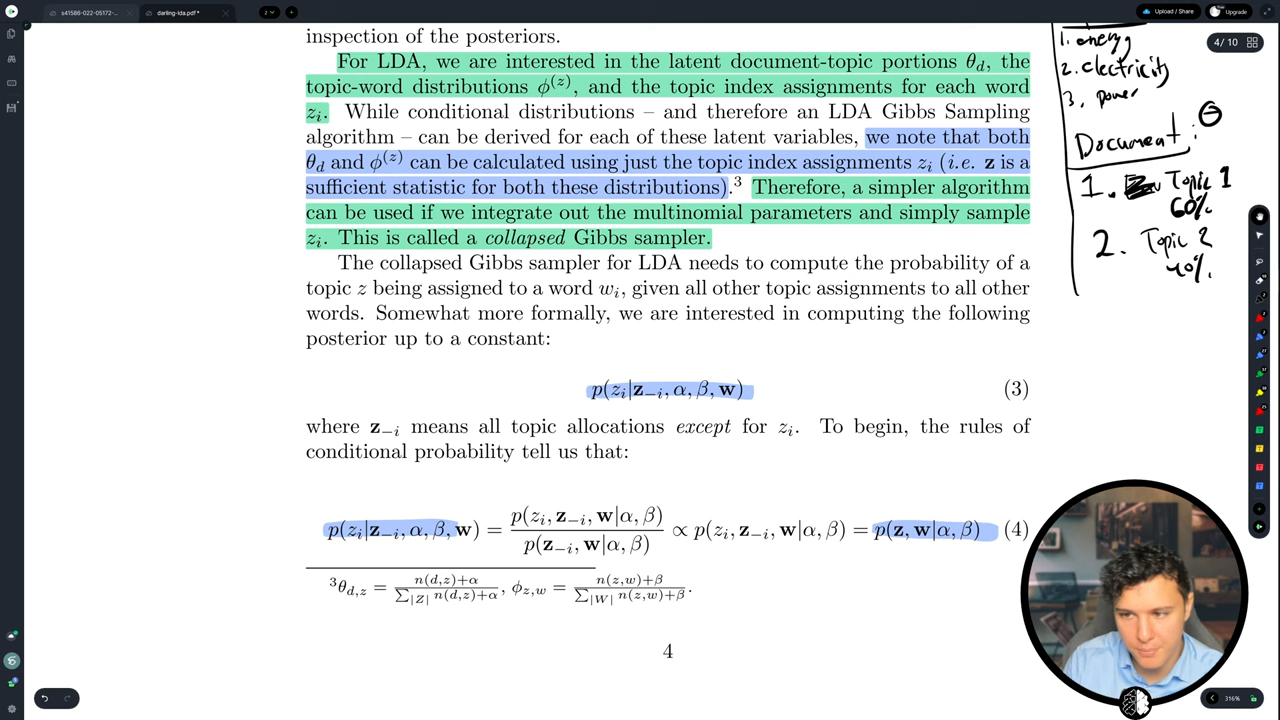 s41586-022-05172-...
darling-lda.pdf*
z
Upload / Share
Upgrade
4 / 10
inspection of the posteriors.
For LDA, we are interested in the latent document-topic portions θ_d, the
topic-word distributions φ^(z), and the topic index assignments for each word
z_i. While conditional distributions – and therefore an LDA Gibbs Sampling
algorithm – can be derived for each of these latent variables, we note that both
θ_d and φ^(z) can be calculated using just the topic index assignments z_i (i.e. z is a
sufficient statistic for both these distributions).^3 Therefore, a simpler algorithm
can be used if we integrate out the multinomial parameters and simply sample
z_i. This is called a collapsed Gibbs sampler.
The collapsed Gibbs sampler for LDA needs to compute the probability of a
topic z being assigned to a word w_i, given all other topic assignments to all other
words. Somewhat more formally, we are interested in computing the following
posterior up to a constant:
p(z_i|z_−i, α, β, w) (3)
where z_−i means all topic allocations except for z_i. To begin, the rules of
conditional probability tell us that:
p(z_i|z_−i, α, β, w) = p(z_i, z_−i, w|α, β) / p(z_−i, w|α, β) ∝ p(z_i, z_−i, w|α, β) = p(z, w|α, β) (4)
^3 θ_d,z = n(d,z)+α / ∑_|Z| n(d,z)+α, φ_z,w = n(z,w)+β / ∑_|W| n(z,w)+β.
4
1. energy
2. electricity
3. power
Document: θ
1. Topic 1
60%
2. Topic 2
40%
316%